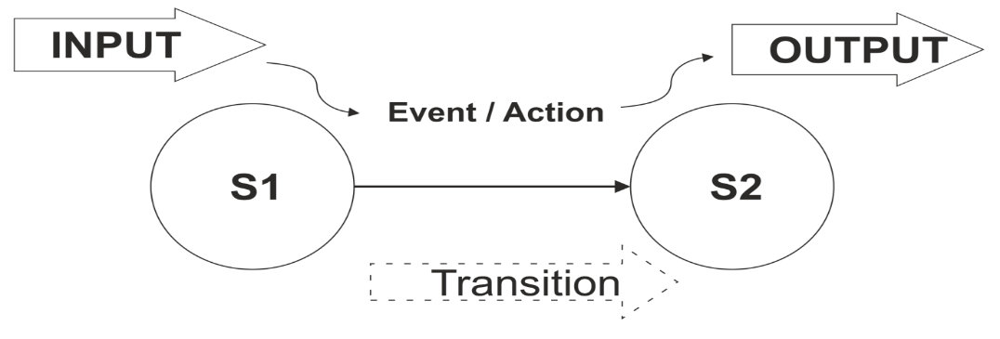 INPUT
OUTPUT
Event / Action
S1
S2
Transition